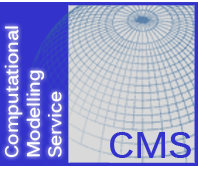 Computational
Modelling
Service
CMS